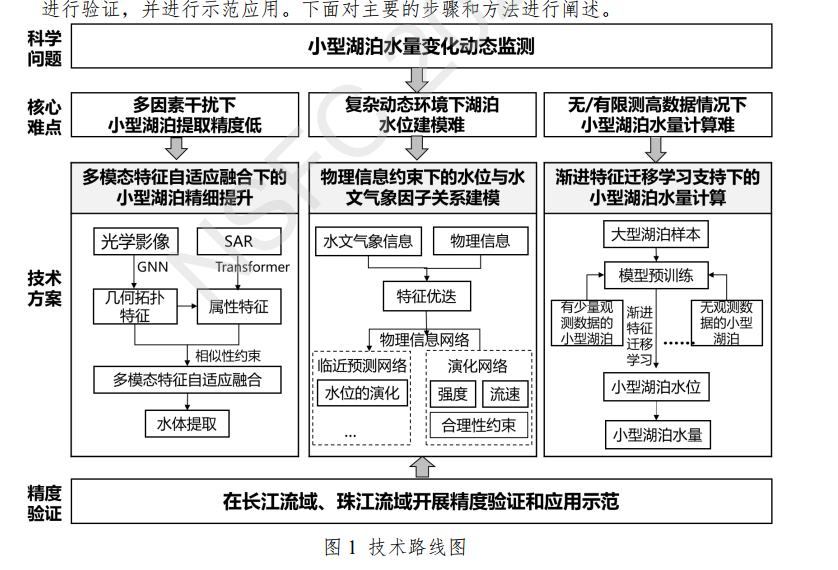 进行验证，并进行示范应用。下面对主要的步骤和方法进行阐述。
科学
问题
小型湖泊水量变化动态监测
核心
难点
多因素干扰下
小型湖泊提取精度低
复杂动态环境下湖泊
水位建模难
无/有限测高数据情况下
小型湖泊水量计算难
技术
方案
多模态特征自适应融合下的
小型湖泊精细提升
光学影像
SAR
GNN
Transformer
几何拓扑
特征
属性特征
相似性约束
多模态特征自适应融合
水体提取
物理信息约束下的水位与水
文气象因子关系建模
水文气象信息
物理信息
特征优选
物理信息网络
临近预测网络
水位的演化
...
演化网络
强度
流速
合理性约束
渐进特征迁移学习支持下的
小型湖泊水量计算
大型湖泊样本
模型预训练
有少量观
测数据的
小型湖泊
渐进
特征
迁移
学习
......
无观测数
据的小型
湖泊
小型湖泊水位
小型湖泊水量
精度
验证
在长江流域、珠江流域开展精度验证和应用示范
图 1 技术路线图
NSFC 20